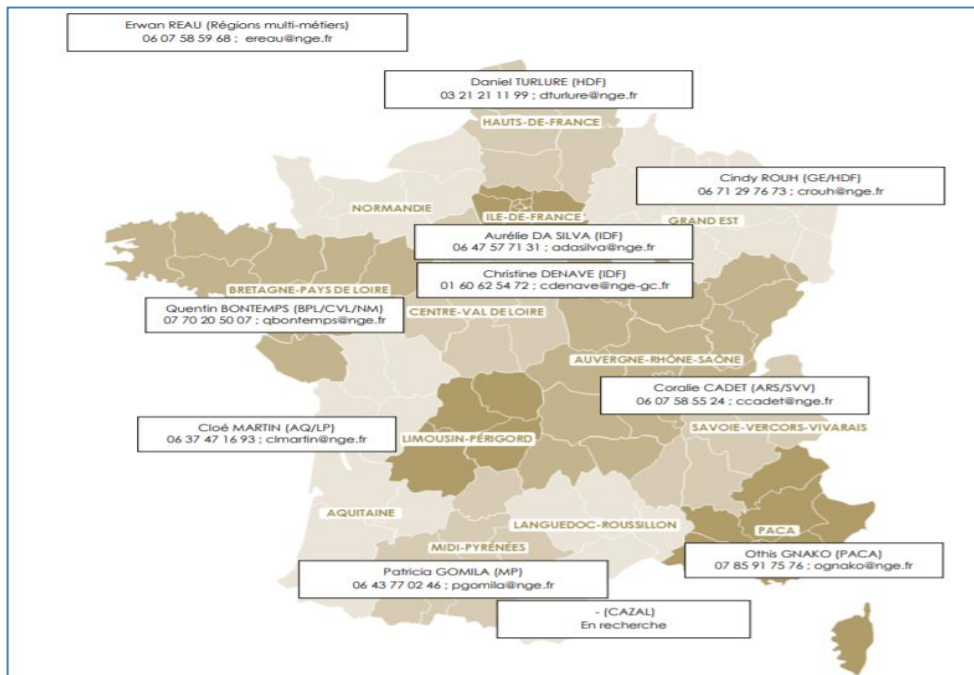 Erwan REAU (Régions multi-métiers)
06 07 58 59 68 ; ereau@nge.fr
Daniel TURLURE (HDF)
03 21 21 11 99 ; dturlure@nge.fr
HAUTS-DE-FRANCE
Cindy ROUH (GE/HDF)
06 71 29 76 73 ; crouh@nge.fr
NORMANDIE
ILE-DE-FRANCE
GRAND EST
Aurélie DA SILVA (IDF)
06 47 57 71 31 ; adasilva@nge.fr
Christine DENAVE (IDF)
01 60 62 54 72 ; cdenave@nge-gc.fr
BRETAGNE-PAYS DE LOIRE
Quentin BONTEMPS (BPL/CVL/NM)
07 70 20 50 07 ; qbontemps@nge.fr
CENTRE-VAL DE LOIRE
AUVERGNE-RHÔNE-SAÔNE
Coralie CADET (ARS/SVV)
06 07 58 55 24 ; ccadet@nge.fr
SAVOIE-VERCORS-VIVARAIS
Cloé MARTIN (AQ/LP)
06 37 47 16 93 ; clmartin@nge.fr
LIMOUSIN-PÉRIGORD
AQUITAINE
LANGUEDOC-ROUSSILLON
PACA
MIDI-PYRÉNÉES
Othis GNAKO (PACA)
07 85 91 75 76 ; ognako@nge.fr
Patricia GOMILA (MP)
06 43 77 02 46 ; pgomila@nge.fr
- (CAZAL)
En recherche